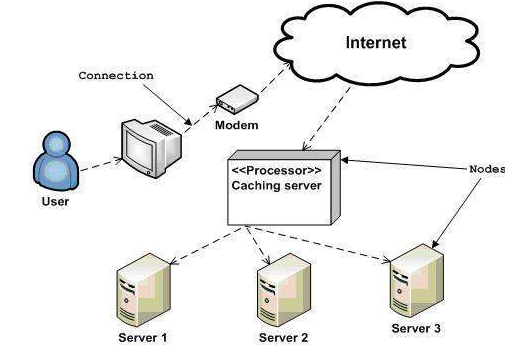 Internet
Connection
Modem
<<Processor>>
Caching server
Nodes
User
Server 1
Server 2
Server 3